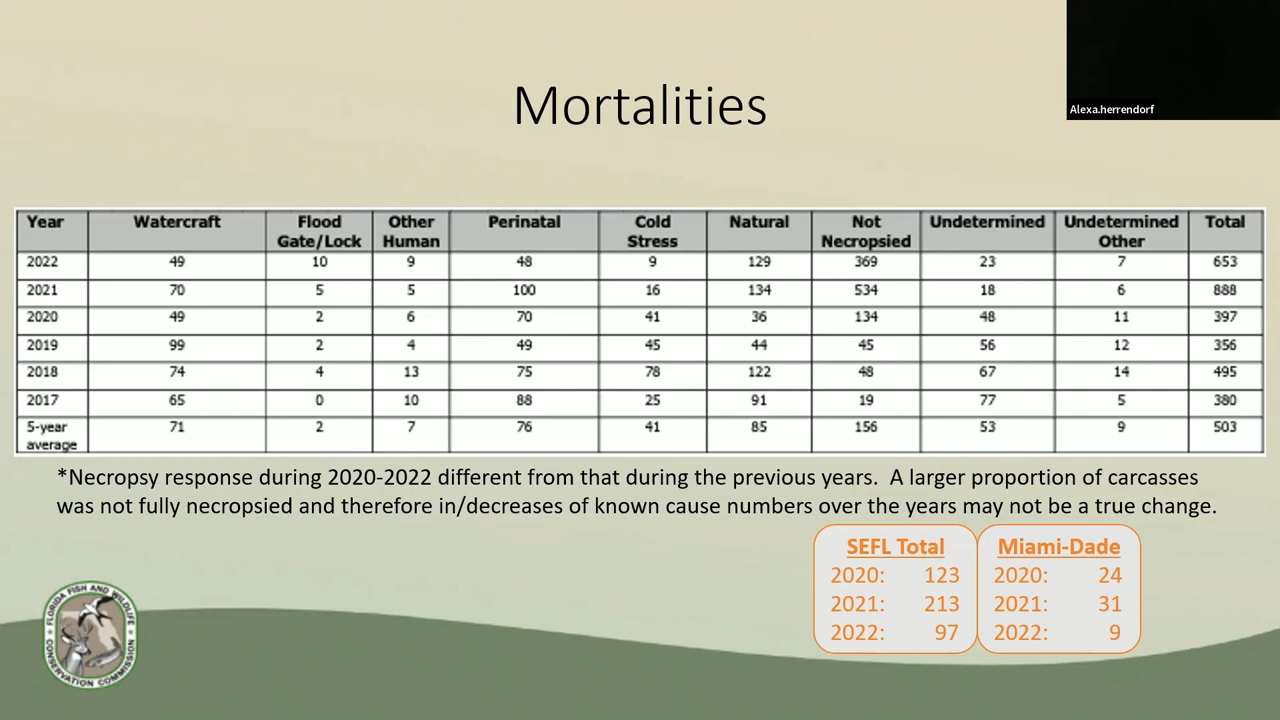 Alexa.herrendorf
Mortalities
Year Watercraft Flood Gate/Lock Other Human Perinatal Cold Stress Natural Not Necropsied Undetermined Undetermined Other Total
2022 49 10 9 48 9 129 369 23 7 653
2021 70 5 5 100 16 134 534 18 6 888
2020 49 2 6 70 41 36 134 48 11 397
2019 99 2 4 49 45 44 45 56 12 356
2018 74 4 13 75 78 122 48 67 14 495
2017 65 0 10 88 25 91 19 77 5 380
5-year average 71 2 7 76 41 85 156 53 9 503
*Necropsy response during 2020-2022 different from that during the previous years. A larger proportion of carcasses
was not fully necropsied and therefore in/decreases of known cause numbers over the years may not be a true change.
SEFL Total
2020: 123
2021: 213
2022: 97
Miami-Dade
2020: 24
2021: 31
2022: 9
FLORIDA FISH AND WILDLIFE
CONSERVATION COMMISSION